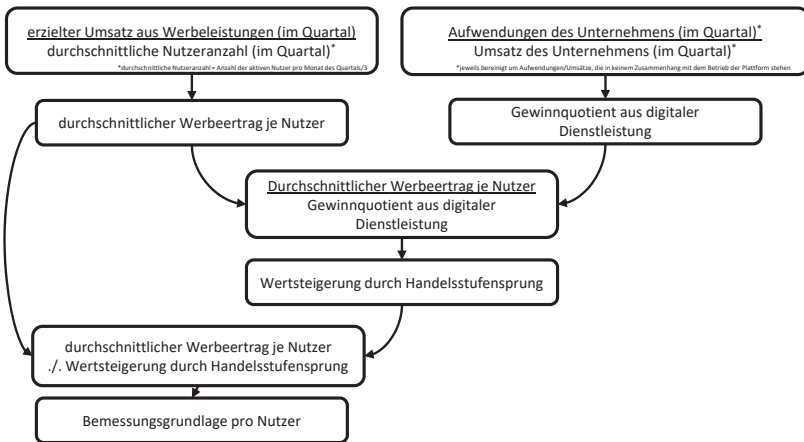 erzielter Umsatz aus Werbeleistungen (im Quartal)
durchschnittliche Nutzeranzahl (im Quartal)*
*durchschnittliche Nutzeranzahl = Anzahl der aktiven Nutzer pro Monat des Quartals/3
Aufwendungen des Unternehmens (im Quartal)*
Umsatz des Unternehmens (im Quartal)*
*jeweils bereinigt um Aufwendungen/Umsätze, die in keinem Zusammenhang mit dem Betrieb der Plattform stehen
durchschnittlicher Werbeertrag je Nutzer
Gewinnquotient aus digitaler
Dienstleistung
Durchschnittlicher Werbeertrag je Nutzer
Gewinnquotient aus digitaler
Dienstleistung
Wertsteigerung durch Handelsstufensprung
durchschnittlicher Werbeertrag je Nutzer
./. Wertsteigerung durch Handelsstufensprung
Bemessungsgrundlage pro Nutzer